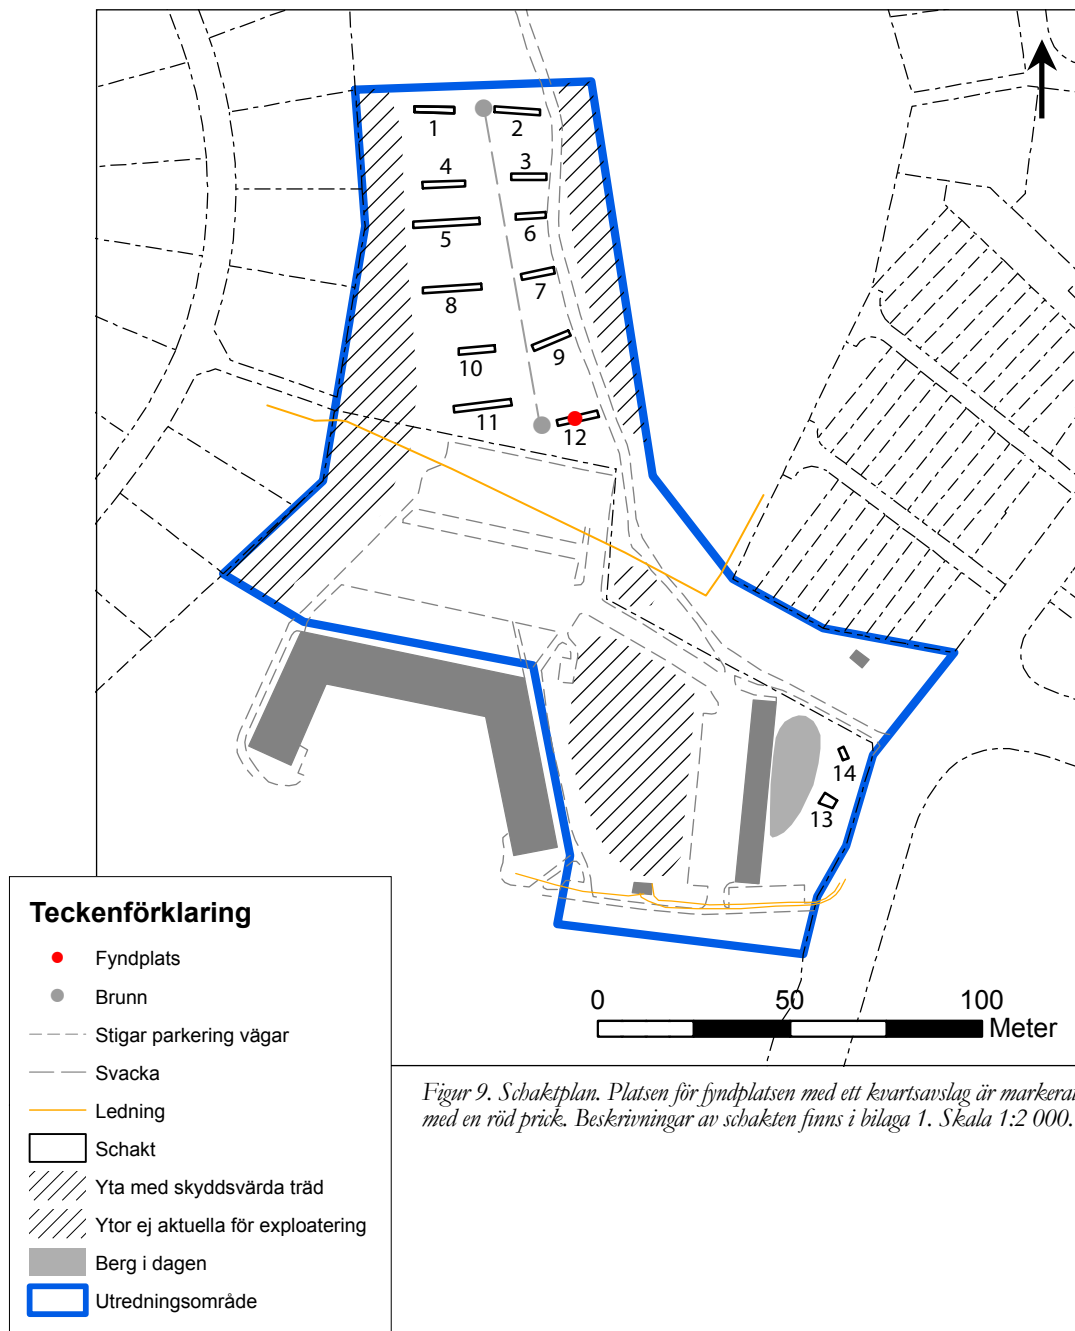 1
2
3
4
5
6
7
8
9
10
11
12
14
13
Teckenförklaring
Fyndplats
Brunn
Stigar parkering vägar
Svacka
Ledning
Schakt
Yta med skyddsvärda träd
Ytor ej aktuella för exploatering
Berg i dagen
Utredningsområde
0 50 100
Meter
Figur 9. Schaktplan. Platsen för fyndplatsen med ett kvartsavslag är markerat
med en röd prick. Beskrivningar av schakten finns i bilaga 1. Skala 1:2 000.